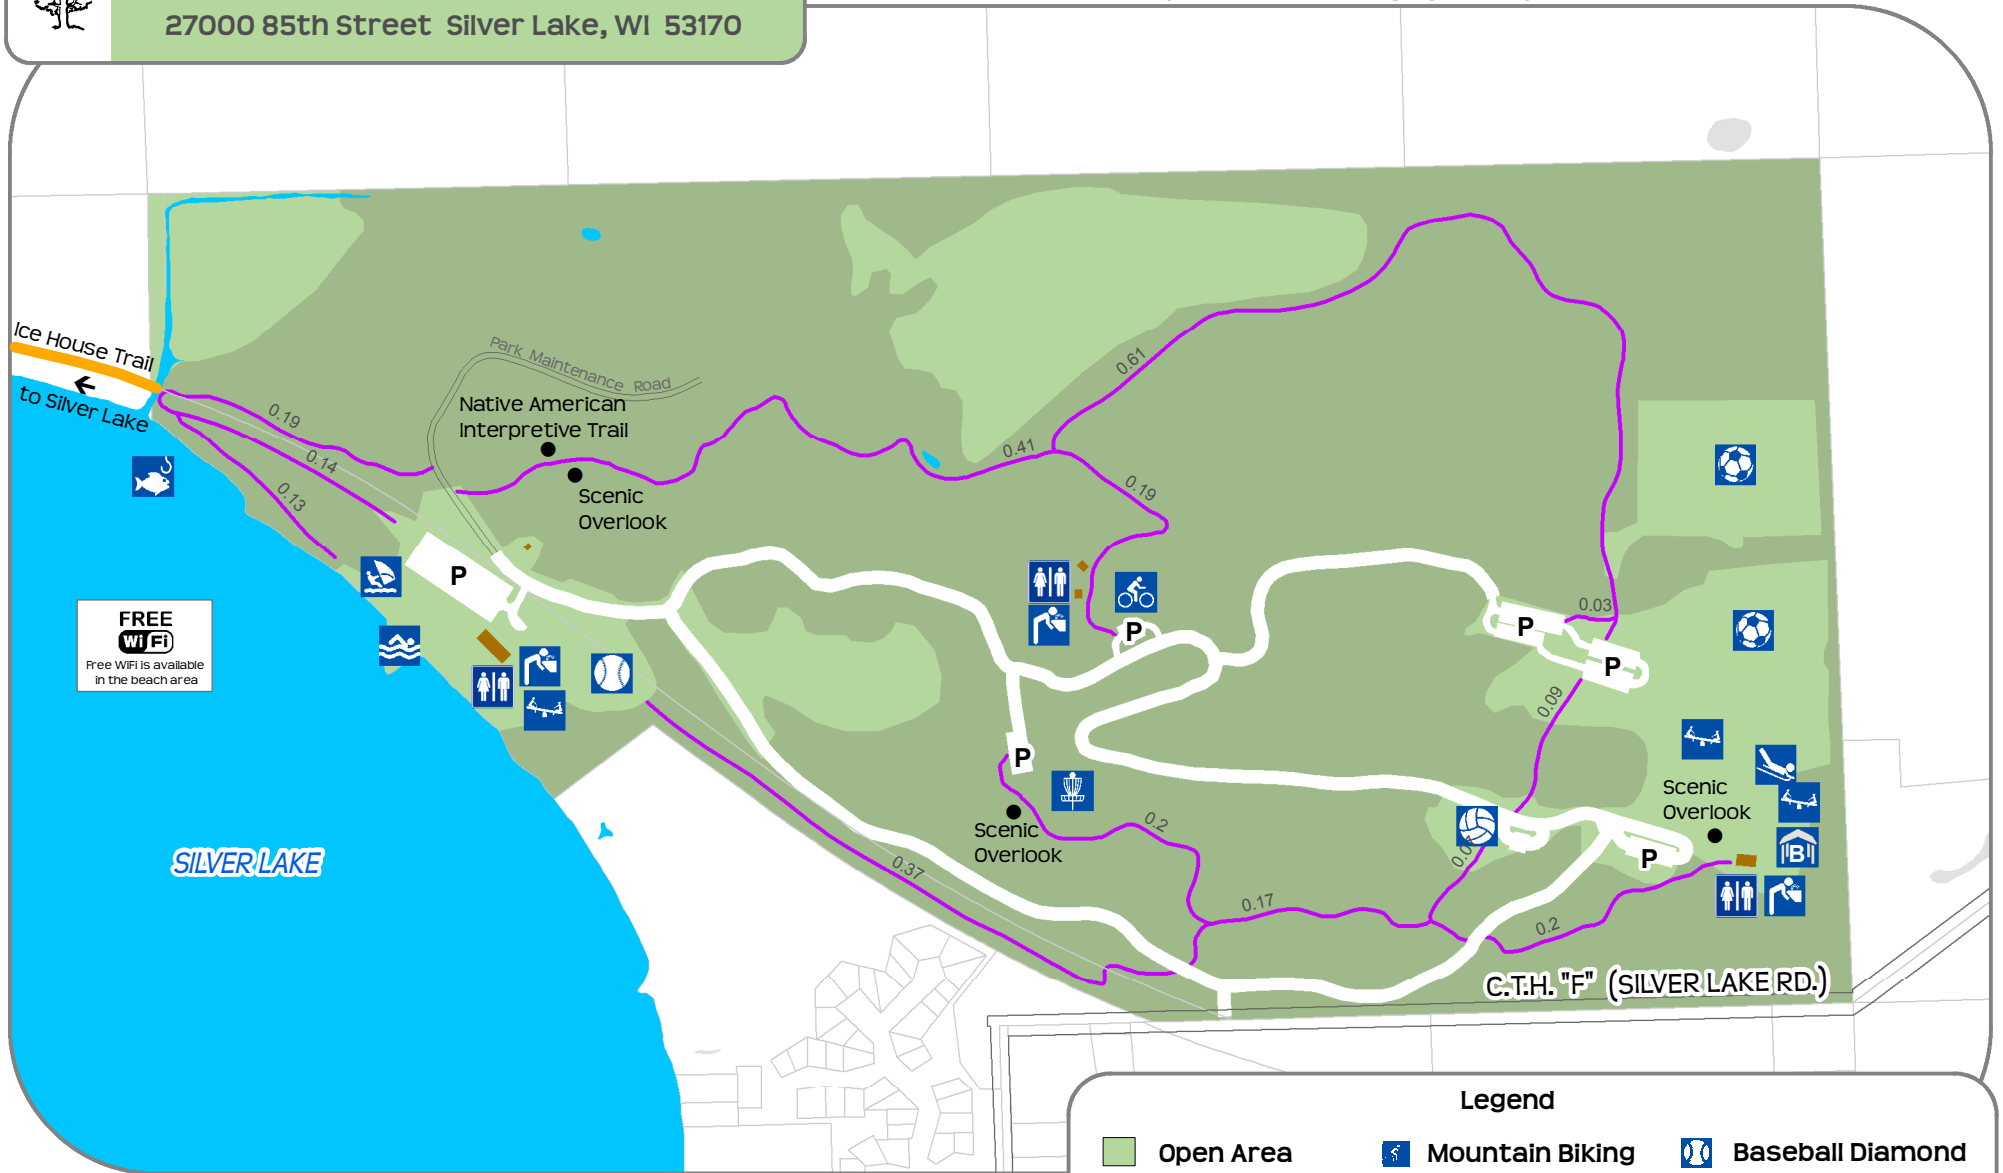 27000 85th Street Silver Lake, WI 53170
Ice House Trail
to Silver Lake
0.19
0.14
0.13
Park Maintenance Road
Native American
Interpretive Trail
Scenic
Overlook
0.61
0.41
0.19
P
FREE
Wi Fi
Free WiFi is available
in the beach area
P
P
P
0.03
0.09
P
Scenic
Overlook
0.2
Scenic
Overlook
P
B
0.37
0.17
0.2
SILVER LAKE
C.T.H. "F" (SILVER LAKE RD.)
Legend
Open Area
Mountain Biking
Baseball Diamond